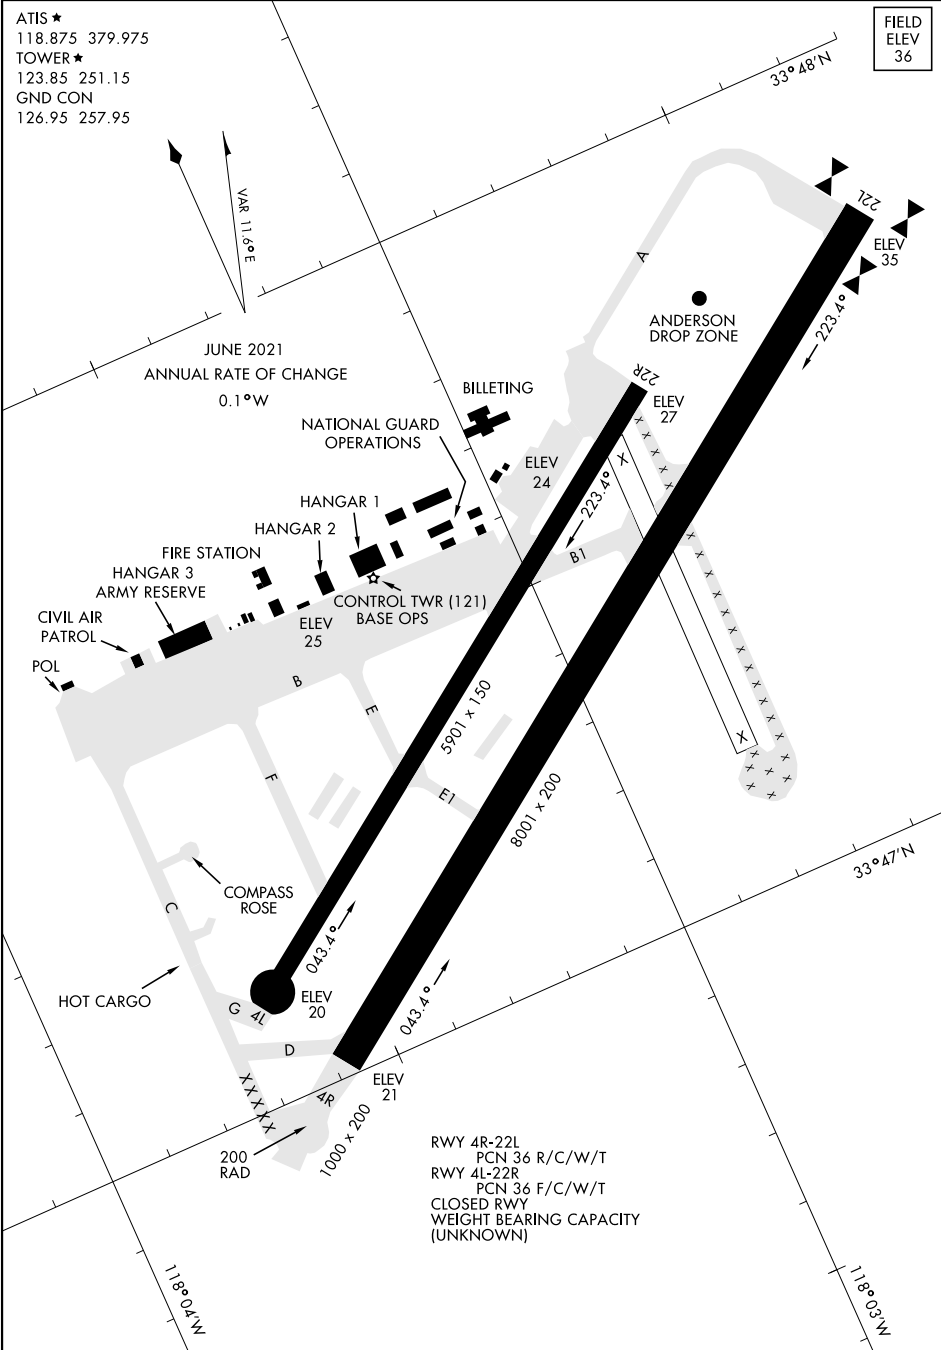 ATIS ★
118.875 379.975
TOWER ★
123.85 251.15
GND CON
126.95 257.95
FIELD
ELEV
36
33°48'N
VAR 11.6°E
22L
ELEV
35
A
ANDERSON
DROP ZONE
223.4°
JUNE 2021
ANNUAL RATE OF CHANGE
0.1°W
22R
BILLETING
ELEV
27
NATIONAL GUARD
OPERATIONS
X
ELEV
24
223.4°
HANGAR 1
HANGAR 2
FIRE STATION
B1
HANGAR 3
ARMY RESERVE
CONTROL TWR (121)
BASE OPS
CIVIL AIR
PATROL
ELEV
25
POL
B
E
5901 x 150
X
F
E1
8001 x 200
33°47'N
COMPASS
ROSE
C
043.4°
HOT CARGO
ELEV
20
G
4L
043.4°
D
ELEV
21
XXXXX
4R
1000 x 200
200
RAD
RWY 4R-22L
PCN 36 R/C/W/T
RWY 4L-22R
PCN 36 F/C/W/T
CLOSED RWY
WEIGHT BEARING CAPACITY
(UNKNOWN)
118°04'W
118°03'W